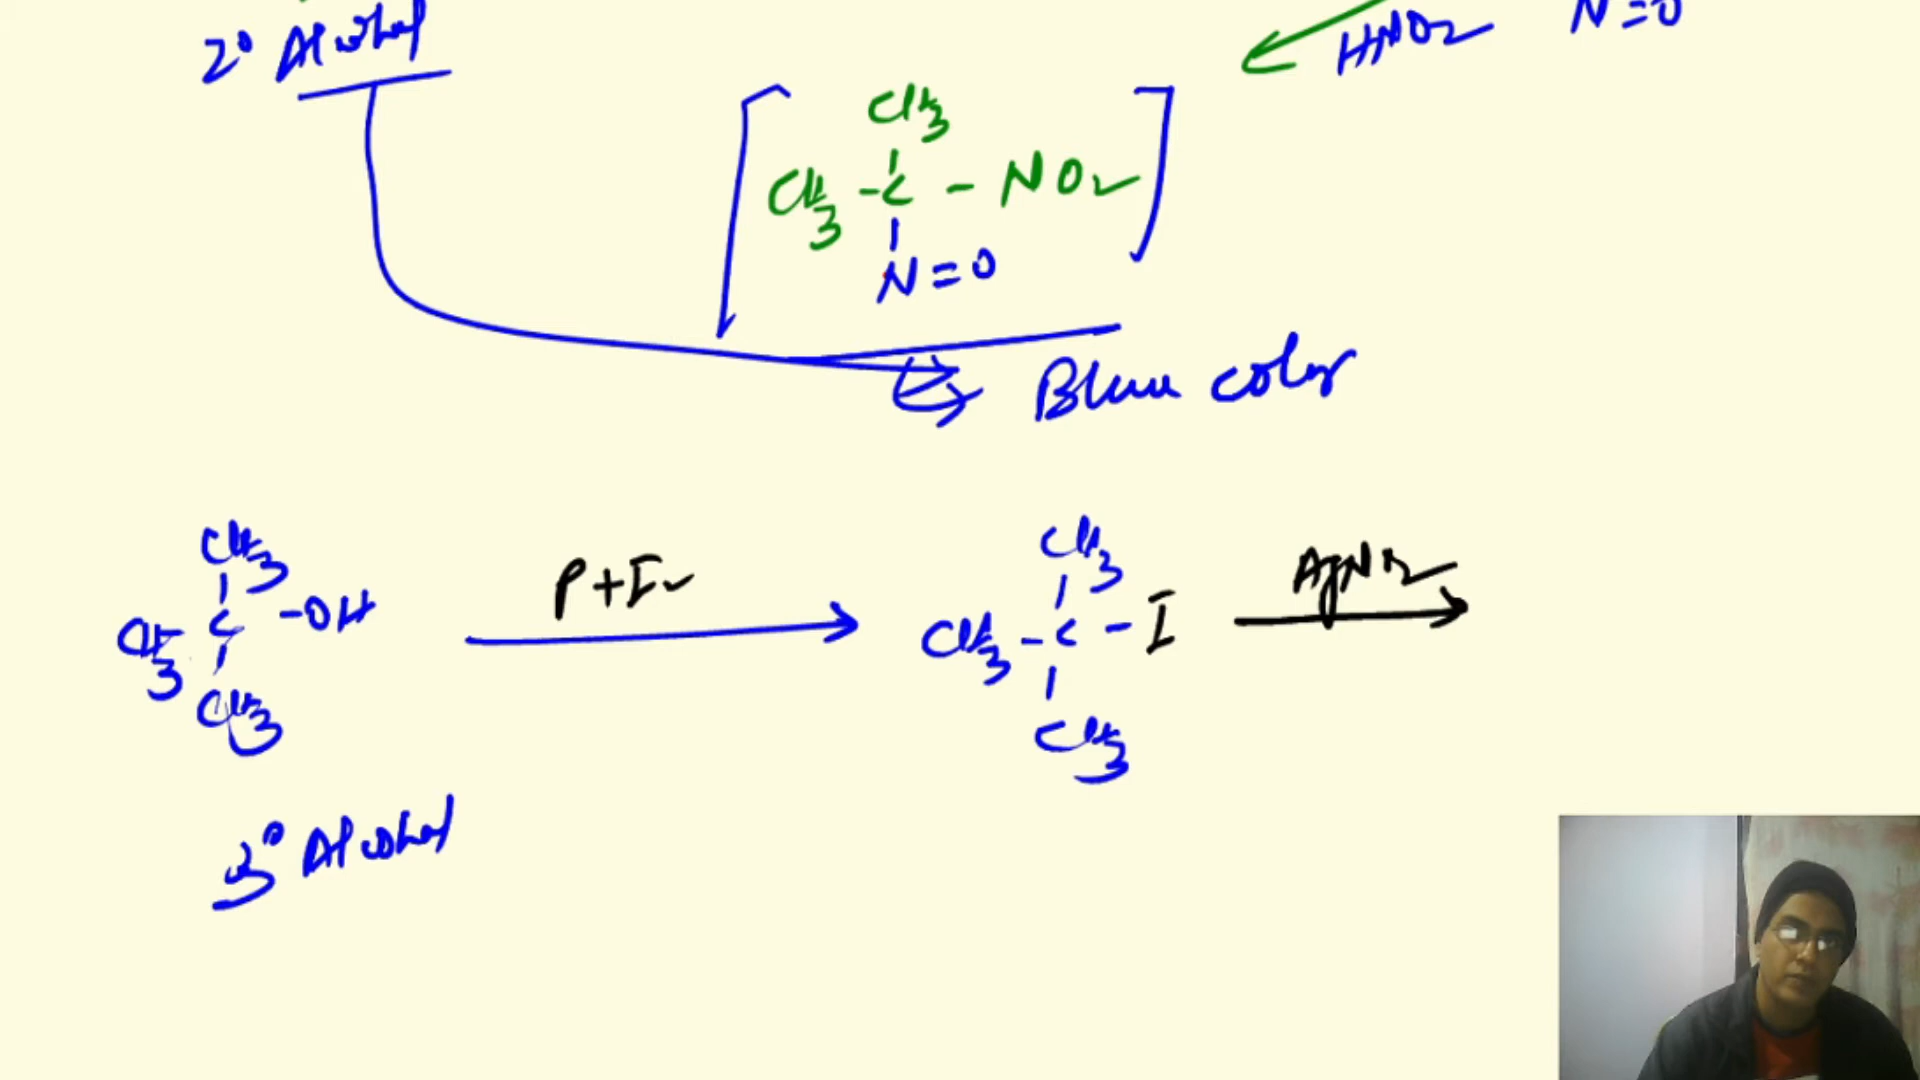 2° Alcohol
HNO2 N=O
CH3
CH3 - C - NO2
N=O
Blue color
CH3
CH3 C -OH
CH3
P+I2
CH3
CH3 - C - I
CH3
AgNO2
3° Alcohol